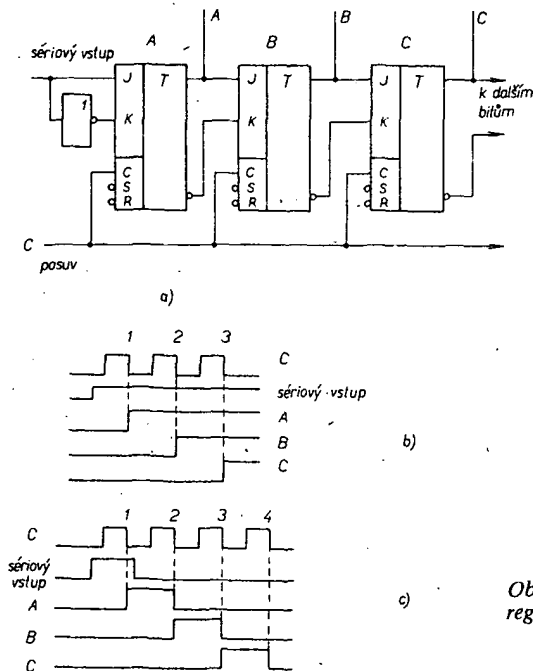 A B C
sériový vstup A B C
J T J T J T
1 K K K
k dalším
bitům
C C C
S S S
R R R
C
posuv
a)
1 2 3
C
sériový vstup
A
B
b)
C
1 2 3 4
C
sériový
vstup
c)
A
B
C
Ob
reg